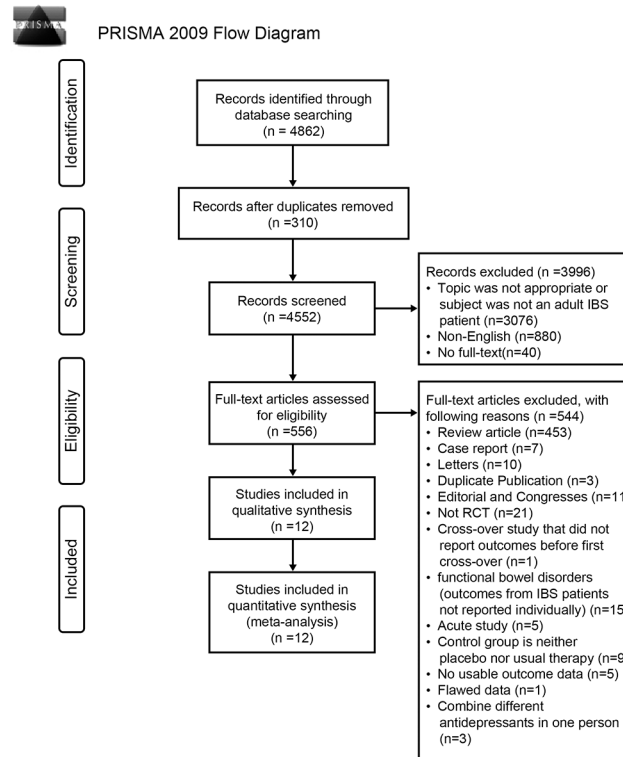 PRISMA
PRISMA 2009 Flow Diagram
Identification
Records identified through
database searching
(n = 4862)
Records after duplicates removed
(n =310)
Screening
Records screened
(n =4552)
Records excluded (n =3996)
• Topic was not appropriate or
subject was not an adult IBS
patient (n=3076)
• Non-English (n=880)
• No full-text(n=40)
Eligibility
Full-text articles assessed
for eligibility
(n =556)
Full-text articles excluded, with
following reasons (n =544)
• Review article (n=453)
• Case report (n=7)
• Letters (n=10)
• Duplicate Publication (n=3)
• Editorial and Congresses (n=11
• Not RCT (n=21)
• Cross-over study that did not
report outcomes before first
cross-over (n=1)
• functional bowel disorders
(outcomes from IBS patients
not reported individually) (n=15
• Acute study (n=5)
• Control group is neither
placebo nor usual therapy (n=9
• No usable outcome data (n=5)
• Flawed data (n=1)
• Combine different
antidepressants in one person
(n=3)
Studies included in
qualitative synthesis
(n =12)
Included
Studies included in
quantitative synthesis
(meta-analysis)
(n =12)